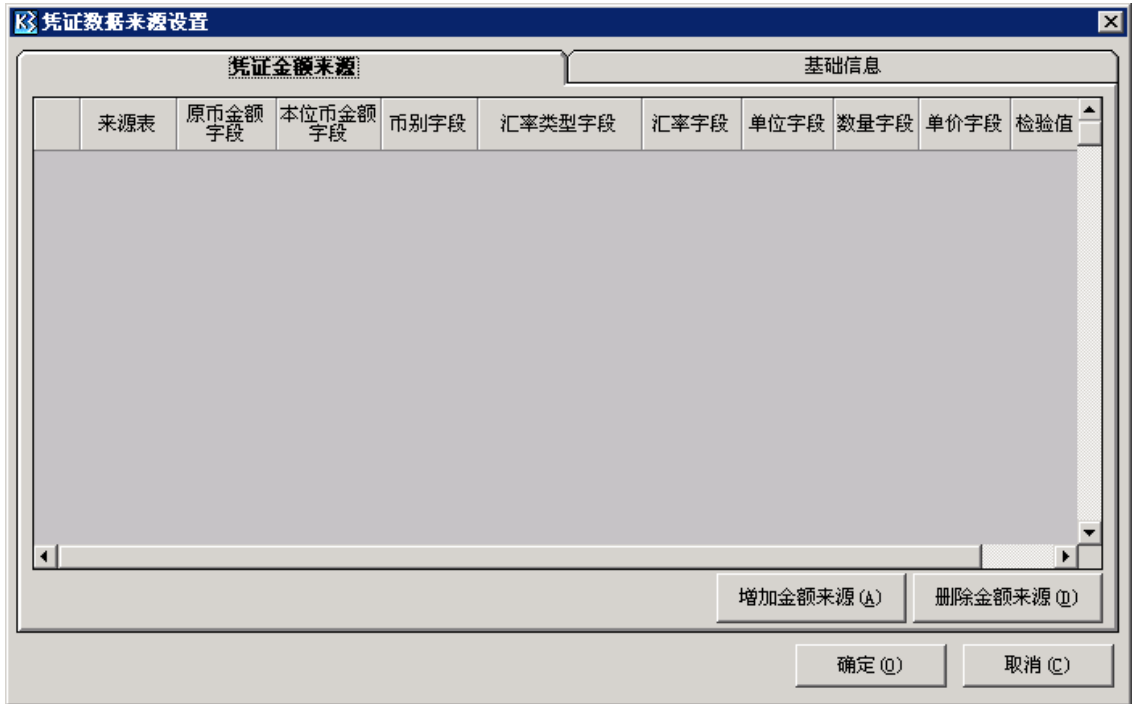 K3 凭证数据来源设置
凭证金额来源 基础信息
来源表 原币金额字段 本位币金额字段 币别字段 汇率类型字段 汇率字段 单位字段 数量字段 单价字段 检验值
增加金额来源(A) 删除金额来源(D)
确定(O) 取消(C)